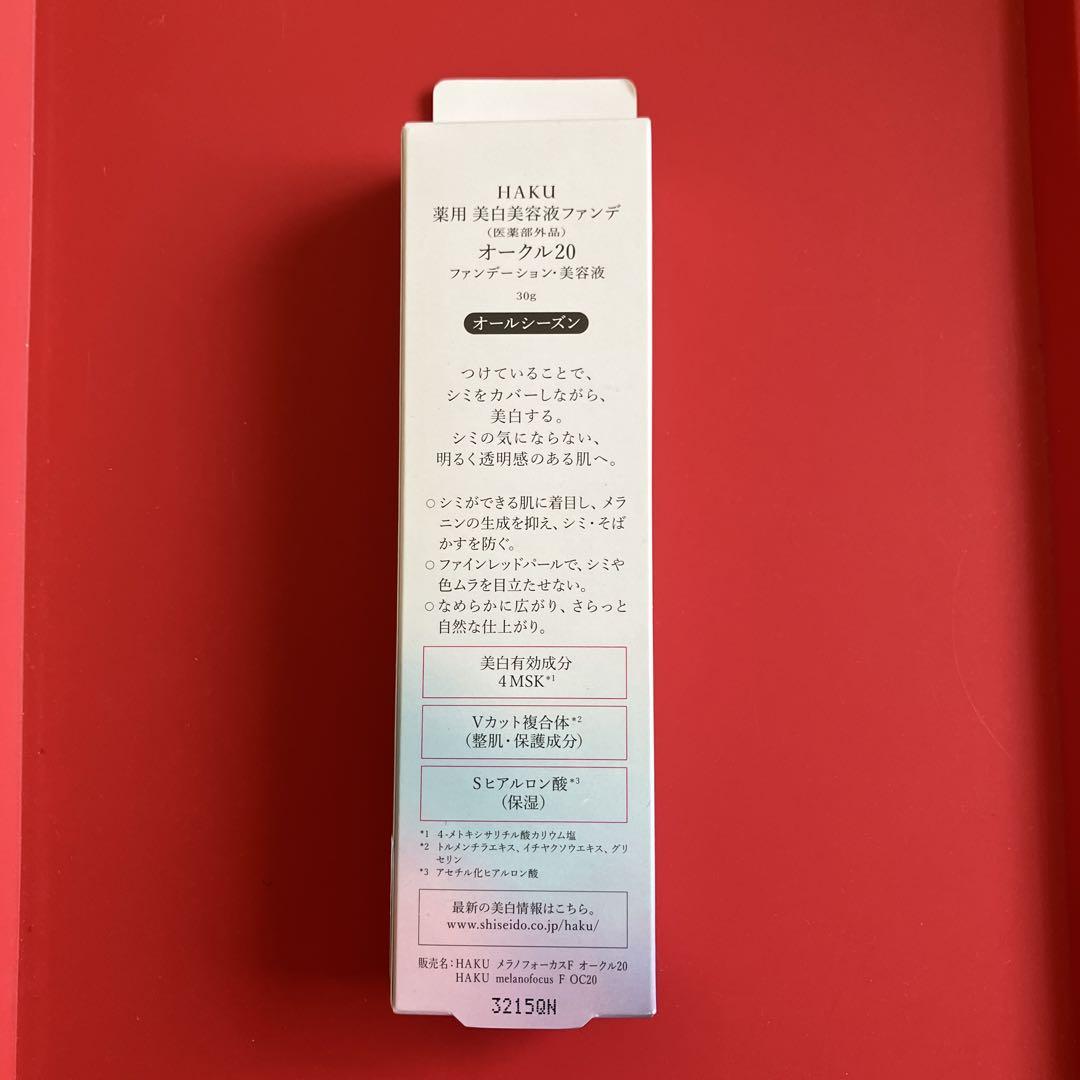 HAKU
薬用 美白美容液ファンデ
（医薬部外品）
オークル20
ファンデーション・美容液
30g
オールシーズン
つけていることで、
シミをカバーしながら、
美白する。
シミの気にならない、
明るく透明感のある肌へ。
○シミができる肌に着目し、メラ
ニンの生成を抑え、シミ・そば
かすを防ぐ。
○ファインレッドパールで、シミや
色ムラを目立たせない。
○なめらかに広がり、さらっと
自然な仕上がり。
美白有効成分
4MSK*1
Vカット複合体*2
（整肌・保護成分）
Sヒアルロン酸*3
（保湿）
*1 4-メトキシサリチル酸カリウム塩
*2 トルメンチラエキス、イチヤクソウエキス、グリ
セリン
*3 アセチル化ヒアルロン酸
最新の美白情報はこちら。
www.shiseido.co.jp/haku/
販売名：HAKU メラノフォーカスF オークル20
HAKU melanofocus F OC20
3215QN